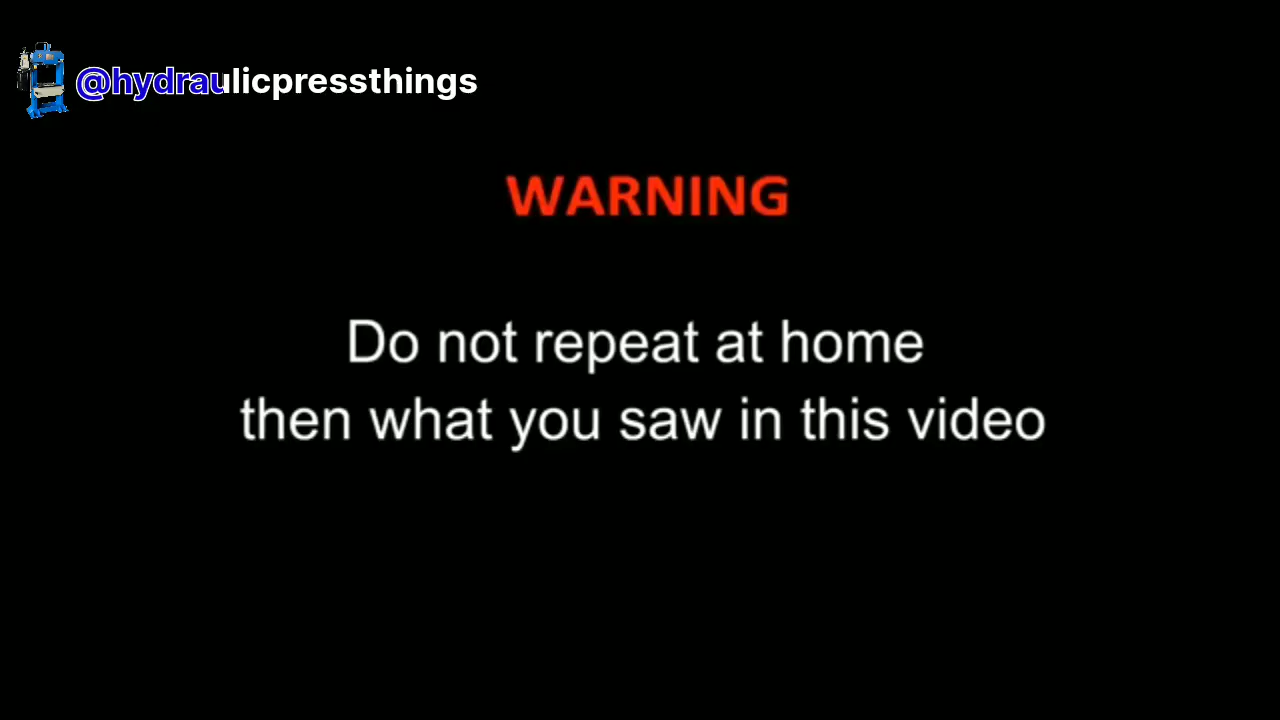 @hydraulicpressthings
WARNING
Do not repeat at home
then what you saw in this video